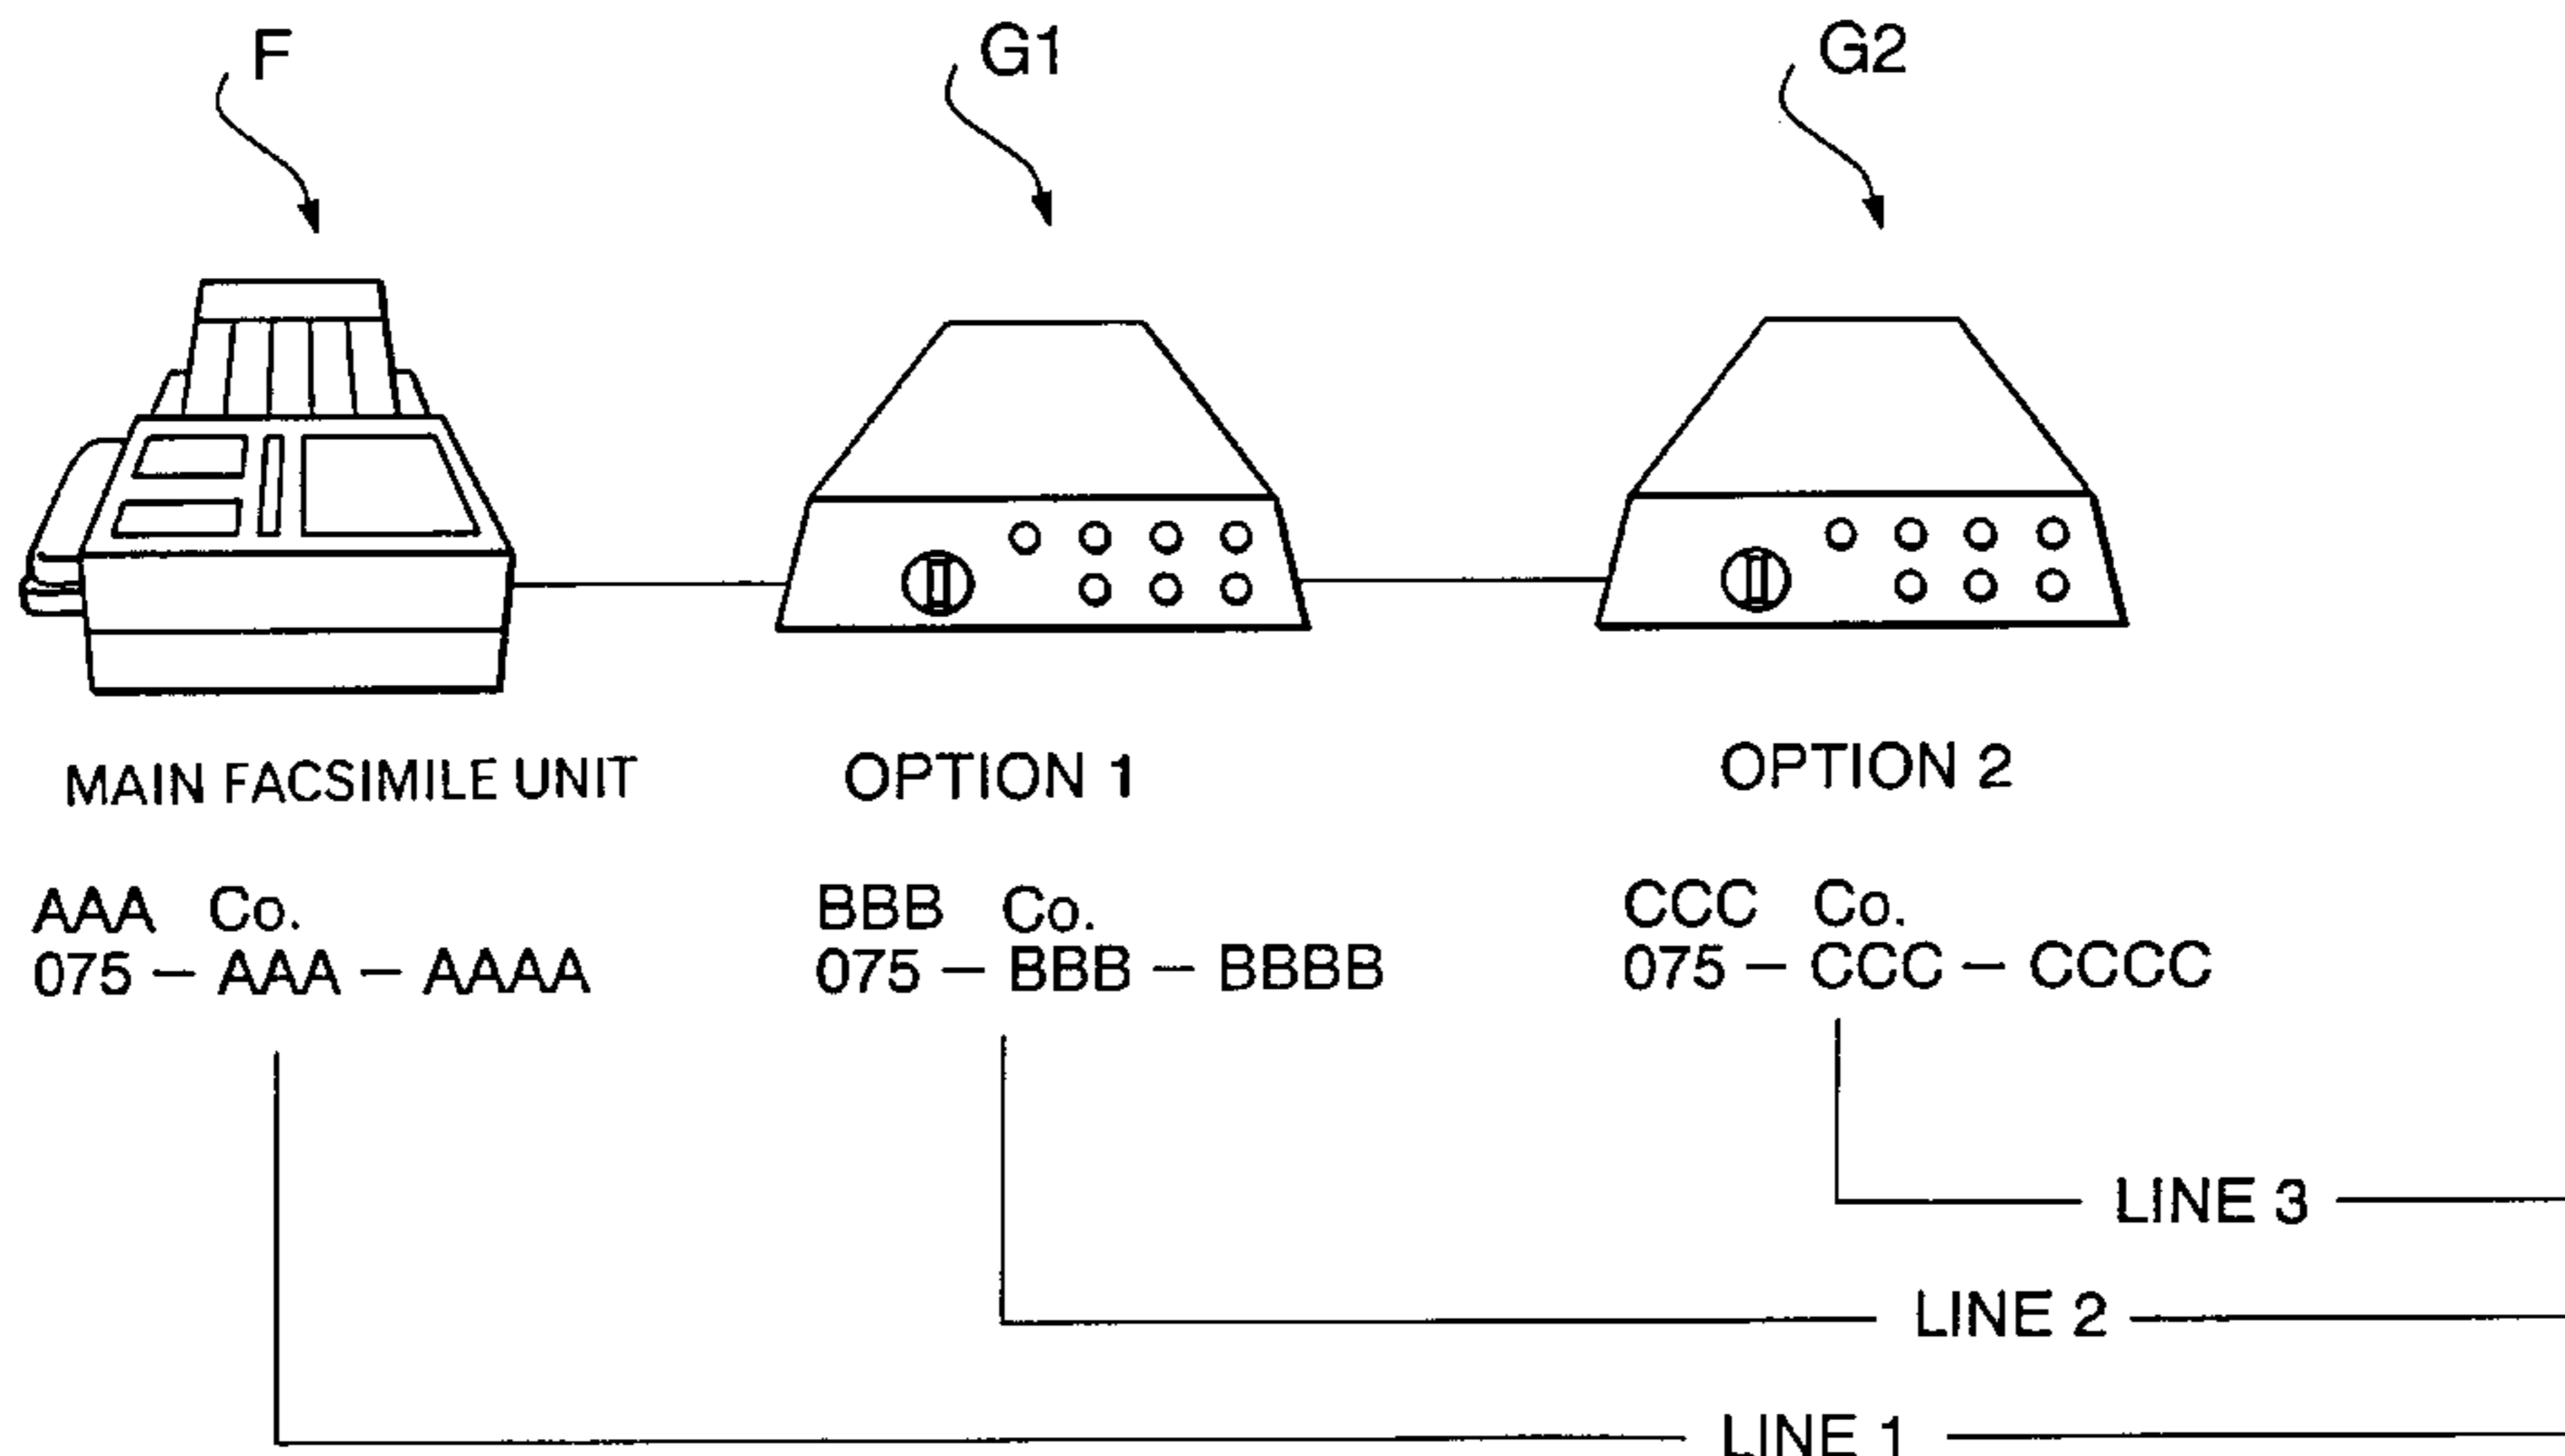 F
G1
G2
MAIN FACSIMILE UNIT
OPTION 1
OPTION 2
AAA Co.
075 – AAA – AAAA
BBB Co.
075 – BBB – BBBB
CCC Co.
075 – CCC – CCCC
LINE 3
LINE 2
LINE 1